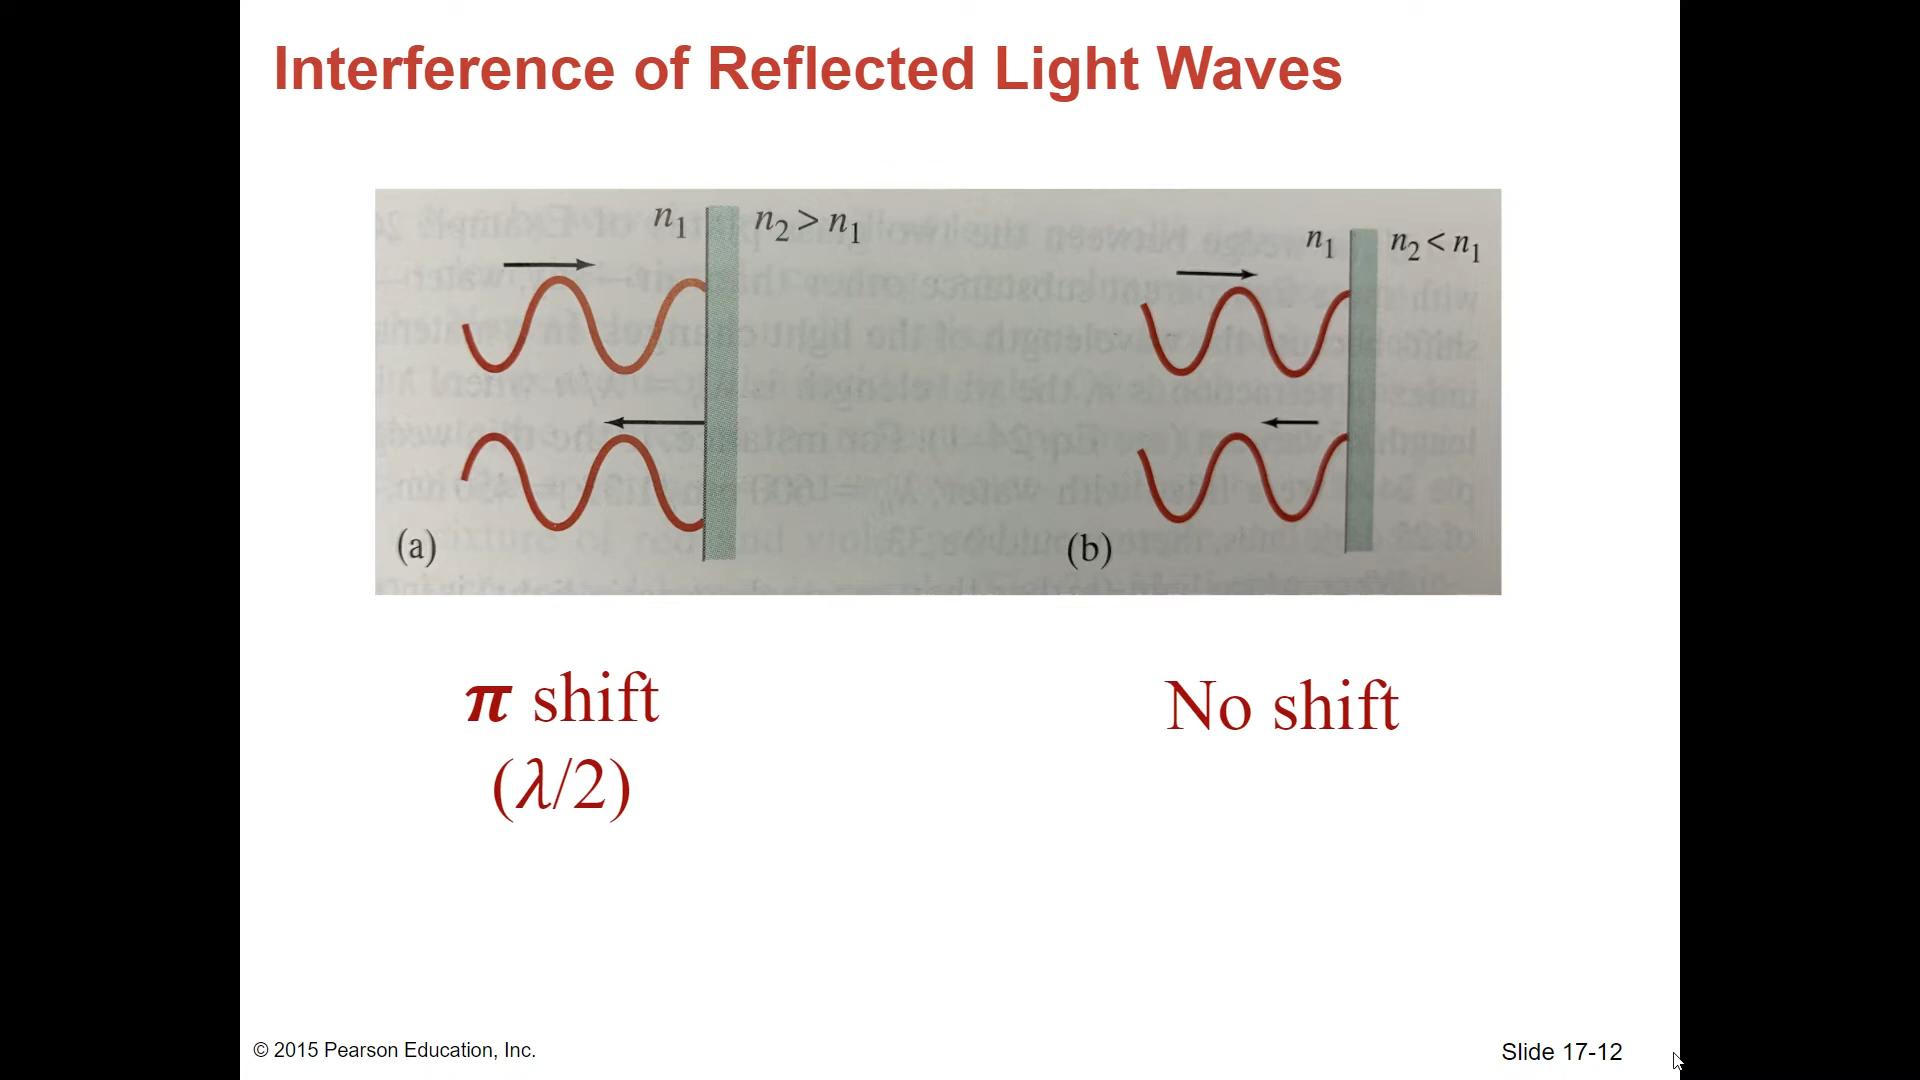 Interference of Reflected Light Waves
n₁ n₂ > n₁
n₁ n₂ < n₁
(a)
(b)
π shift
(λ/2)
No shift
© 2015 Pearson Education, Inc.
Slide 17-12